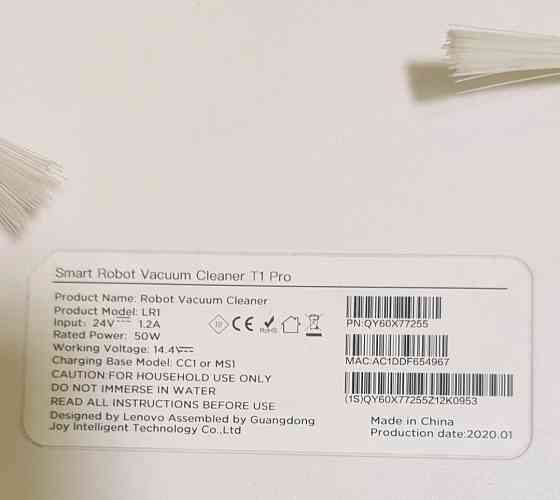 Smart Robot Vacuum Cleaner T1 Pro
Product Name: Robot Vacuum Cleaner
Product Model: LR1
Input: 24V⎓ 1.2A
Rated Power: 50W
Working Voltage: 14.4V⎓
Charging Base Model: CC1 or MS1
CAUTION:FOR HOUSEHOLD USE ONLY
DO NOT IMMERSE IN WATER
READ ALL INSTRUCTIONS BEFORE USE
Designed by Lenovo Assembled by Guangdong
Joy Intelligent Technology Co.,Ltd
10 CE RoHS
PN:QY60X77255
MAC:AC1DDF654967
(1S)QY60X77255Z12K0953
Made in China
Production date:2020.01